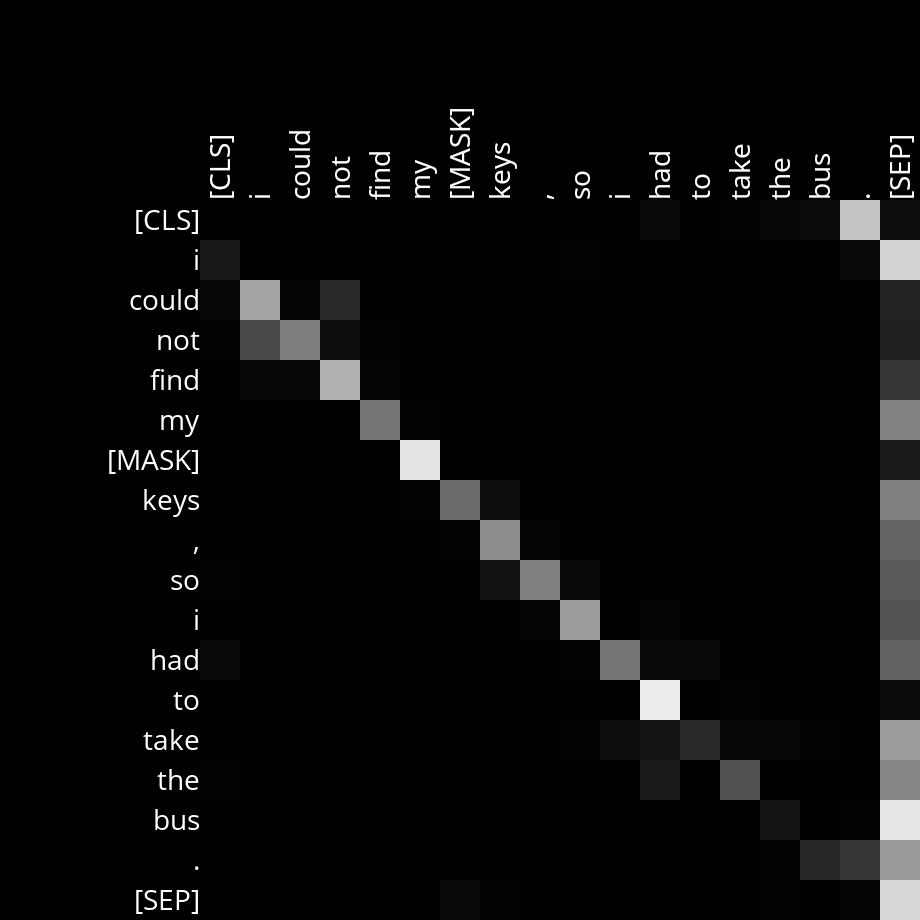 [CLS] i could not find my [MASK] keys , so i had to take the bus . [SEP]
[CLS]
i
could
not
find
my
[MASK]
keys
,
so
i
had
to
take
the
bus
.
[SEP]